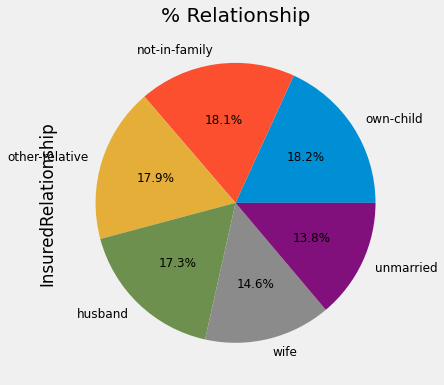 % Relationship
not-in-family
own-child
18.1%
18.2%
other-relative
17.9%
InsuredRelationship
13.8%
17.3%
unmarried
14.6%
husband
wife